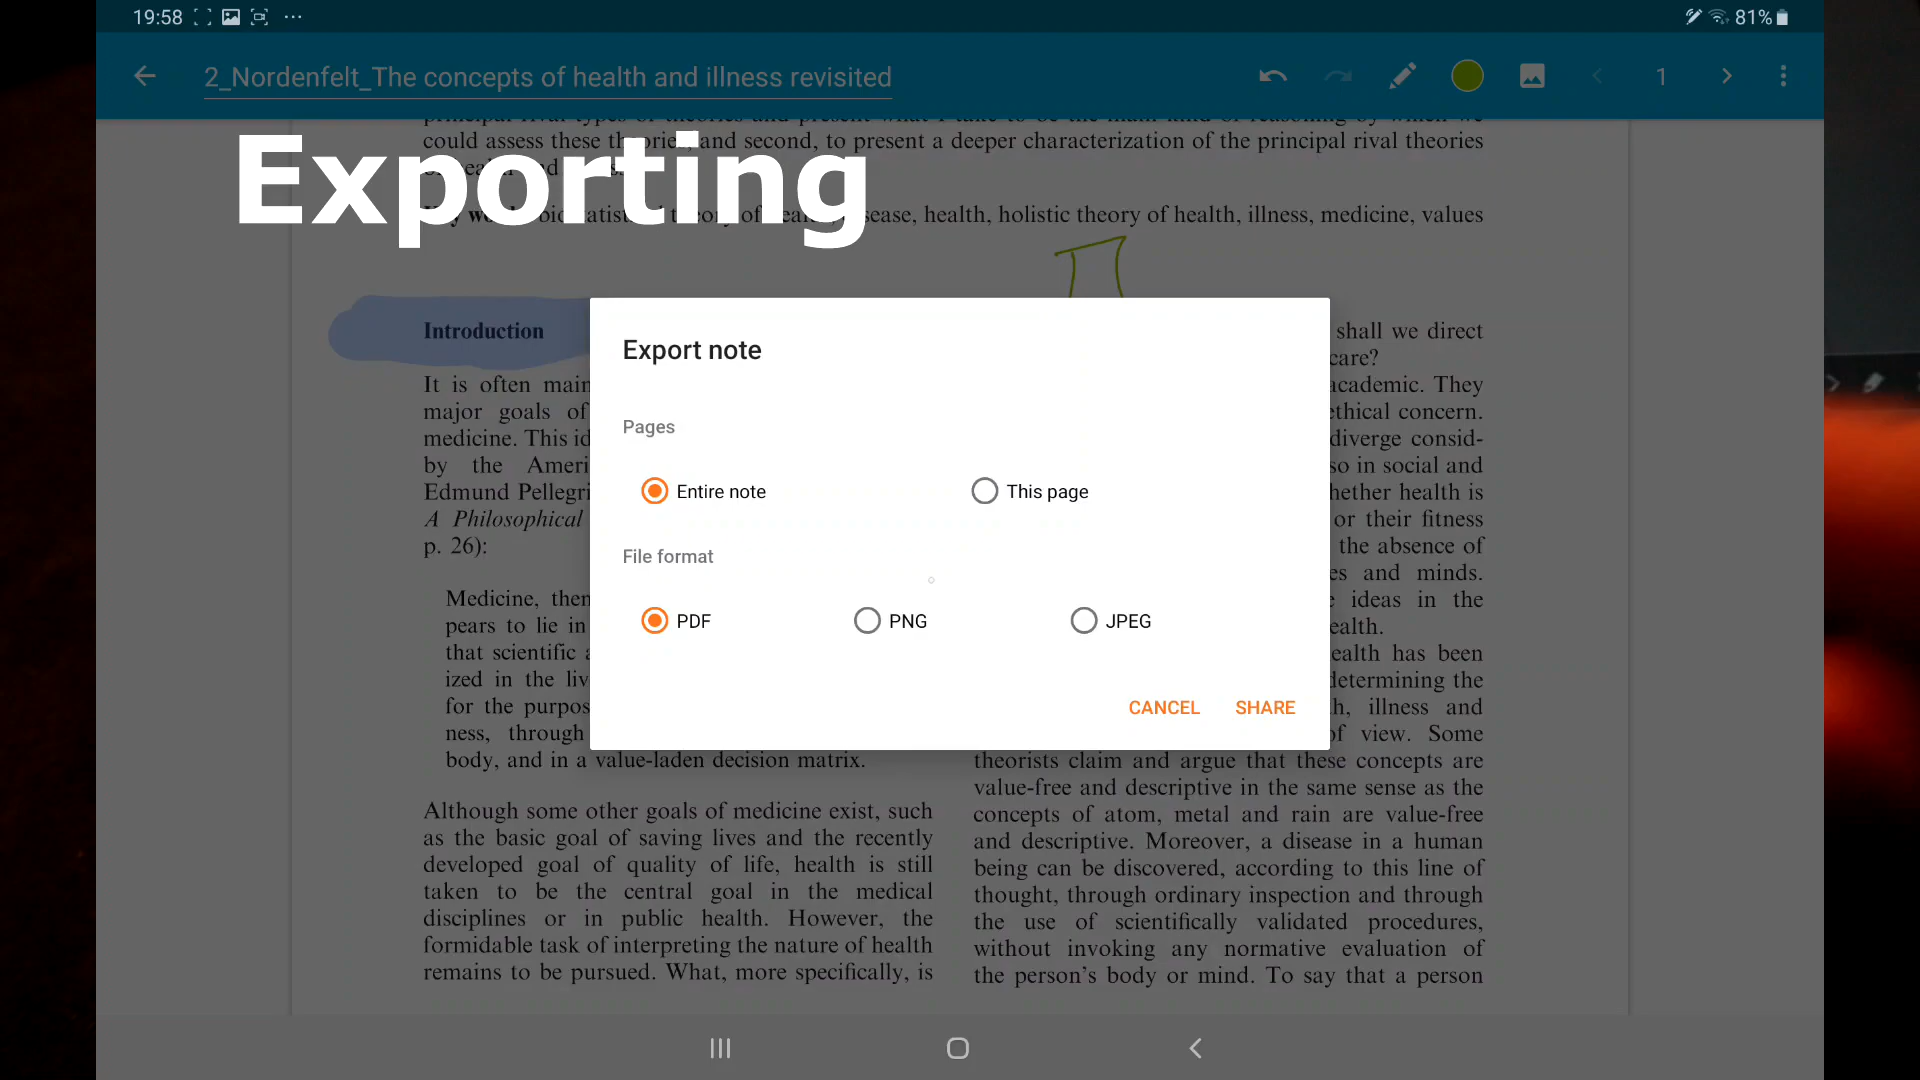 19:58 81%
2_Nordenfelt_The concepts of health and illness revisited 1
Exporting
could assess these theories, and second, to present a deeper characterization of the principal rival theories
disease, health, holistic theory of health, illness, medicine, values
Introduction
It is often
major goals of
medicine. This
by the
Edmund
A Philosophical
p. 26):
Medicine,
pears to lie in
that scientific
ized in the
for the
ness, through
body, and in a value-laden decision matrix.
Although some other goals of medicine exist, such
as the basic goal of saving lives and the recently
developed goal of quality of life, health is still
taken to be the central goal in the medical
disciplines or in public health. However, the
formidable task of interpreting the nature of health
remains to be pursued. What, more specifically, is
shall we direct
care?
academic. They
ethical concern.
diverge consid-
so in social and
whether health is
or their fitness
the absence of
and minds.
ideas in the
health.
health has been
determining the
illness and
of view. Some
theorists claim and argue that these concepts are
value-free and descriptive in the same sense as the
concepts of atom, metal and rain are value-free
and descriptive. Moreover, a disease in a human
being can be discovered, according to this line of
thought, through ordinary inspection and through
the use of scientifically validated procedures,
without invoking any normative evaluation of
the person's body or mind. To say that a person
Export note
Pages
Entire note This page
File format
PDF PNG JPEG
CANCEL SHARE